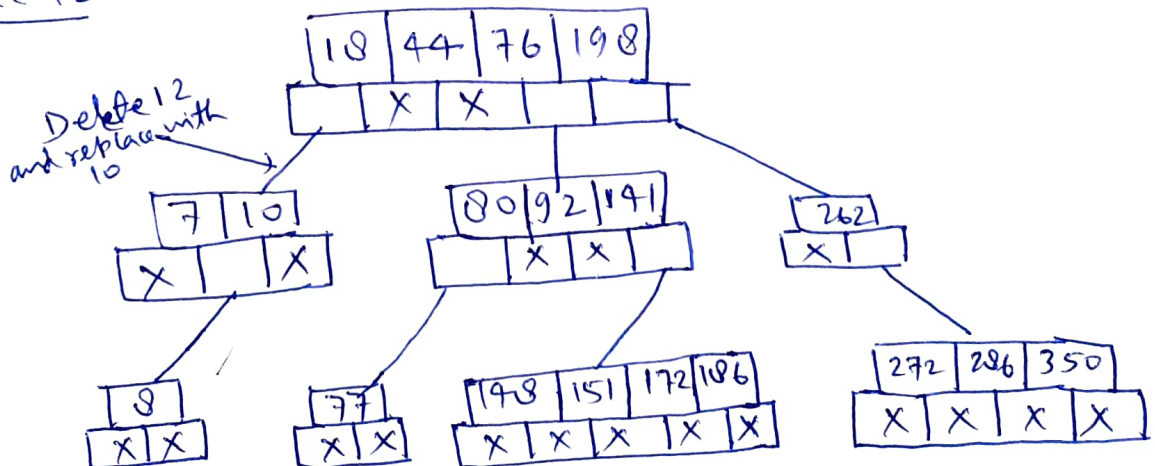 18 44 76 198
X X
Delete 12
and replace with
10
7 10
X X
80 92 141
X X
262
X
8
X X
77
X X
148 151 172 186
X X X X X
272 286 350
X X X X